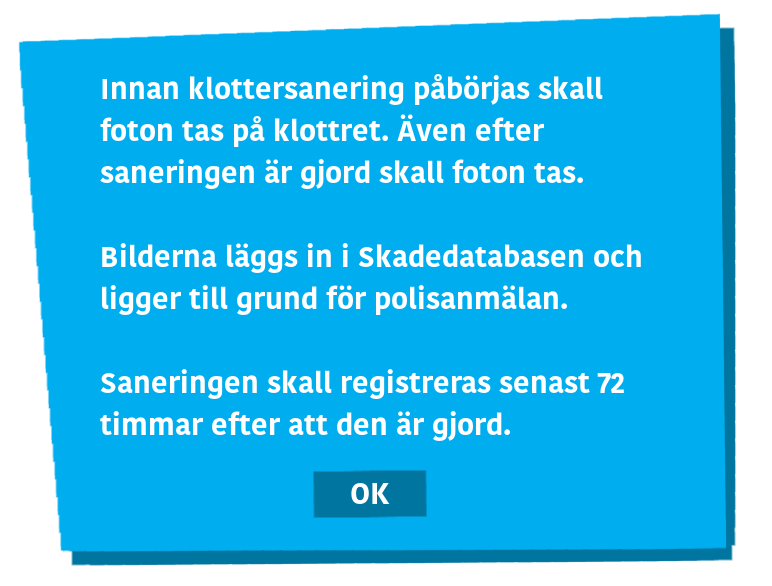 Innan klottersanering påbörjas skall
foton tas på klottret. Även efter
saneringen är gjord skall foton tas.
Bilderna läggs in i Skadedatabasen och
ligger till grund för polisanmälan.
Saneringen skall registreras senast 72
timmar efter att den är gjord.
OK